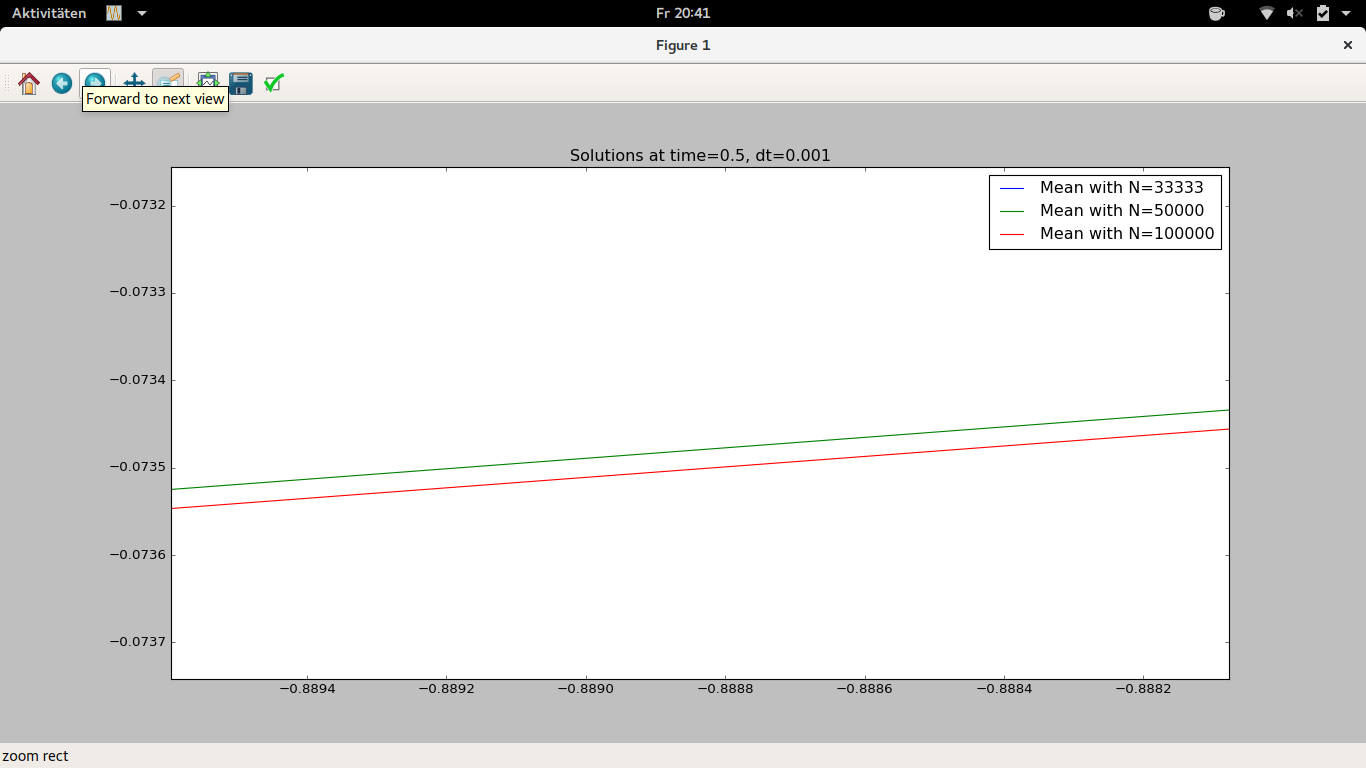 Aktivitäten
Fr 20:41
Figure 1
Forward to next view
Solutions at time=0.5, dt=0.001
Mean with N=33333
Mean with N=50000
Mean with N=100000
−0.0732
−0.0733
−0.0734
−0.0735
−0.0736
−0.0737
−0.8894 −0.8892 −0.8890 −0.8888 −0.8886 −0.8884 −0.8882
zoom rect